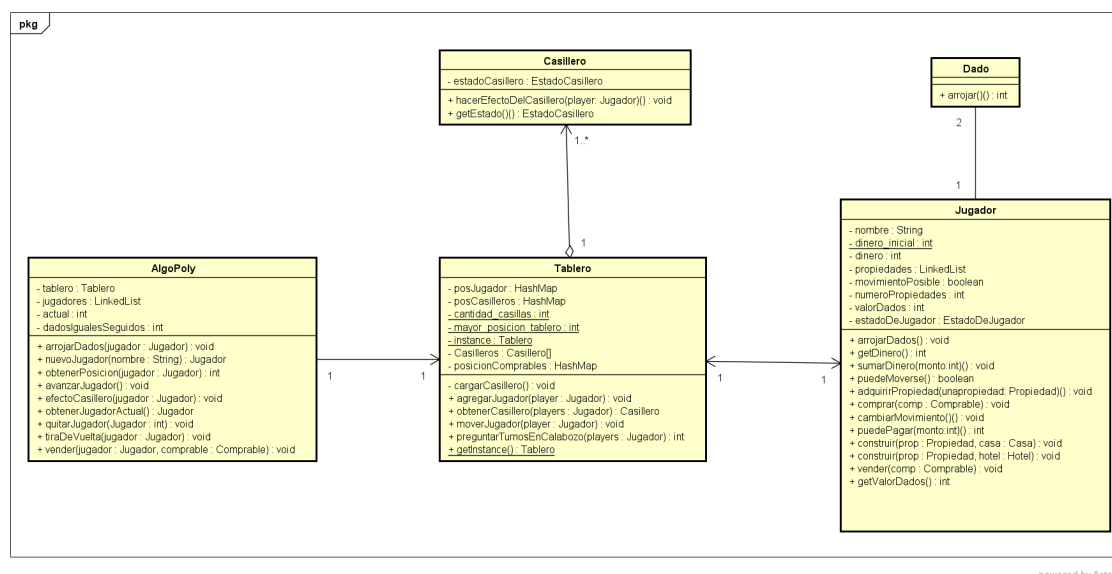 pkg
Casillero
- estadoCasillero : EstadoCasillero
+ hacerEfectoDelCasillero(player: Jugador)() : void
+ getEstado()() : EstadoCasillero
Dado
+ arrojar()() : int
1..*
2
1
1
AlgoPoly
- tablero : Tablero
- jugadores : LinkedList
- actual : int
- dadosIgualesSeguidos : int
+ arrojarDados(jugador : Jugador) : void
+ nuevoJugador(nombre : String) : Jugador
+ obtenerPosicion(jugador : Jugador) : int
+ avanzarJugador() : void
+ efectoCasillero(jugador : Jugador) : void
+ obtenerJugadorActual() : Jugador
+ quitarJugador(Jugador : int) : void
+ tiraDeVuelta(jugador : Jugador) : void
+ vender(jugador : Jugador, comprable : Comprable) : void
1
1
Tablero
- posJugador : HashMap
- posCasilleros : HashMap
- cantidad_casillas : int
- mayor_posicion_tablero : int
- instance : Tablero
- Casilleros : Casillero[]
- posicionComprables : HashMap
- cargarCasillero() : void
+ agregarJugador(player : Jugador) : void
+ obtenerCasillero(players : Jugador) : Casillero
+ moverJugador(player : Jugador) : void
+ preguntarTurnosEnCalabozo(players : Jugador) : int
+ getInstance() : Tablero
1
1
Jugador
- nombre : String
- dinero_inicial : int
- dinero : int
- propiedades : LinkedList
- movimientoPosible : boolean
- numeroPropiedades : int
- valorDados : int
- estadoDeJugador : EstadoDeJugador
+ arrojarDados() : void
+ getDinero() : int
+ sumarDinero(monto:int)() : void
+ puedeMoverse() : boolean
+ adquirirPropiedad(unapropiedad: Propiedad)() : void
+ comprar(comp : Comprable) : void
+ cambiarMovimiento()() : void
+ puedePagar(monto:int)() : int
+ construir(prop : Propiedad, casa : Casa) : void
+ construir(prop : Propiedad, hotel : Hotel) : void
+ vender(comp : Comprable) : void
+ getValorDados() : int
powered by Asta